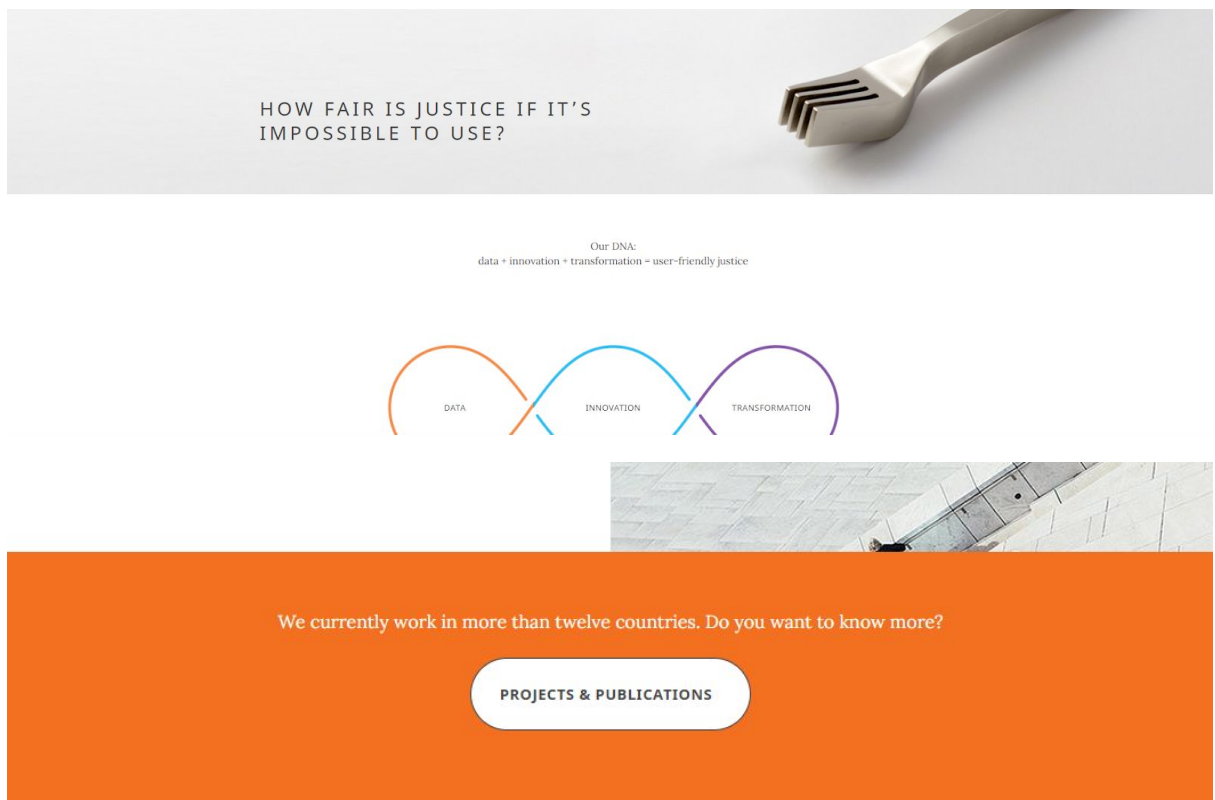 HOW FAIR IS JUSTICE IF IT’S
IMPOSSIBLE TO USE?
Our DNA:
data + innovation + transformation = user-friendly justice
DATA
INNOVATION
TRANSFORMATION
We currently work in more than twelve countries. Do you want to know more?
PROJECTS & PUBLICATIONS